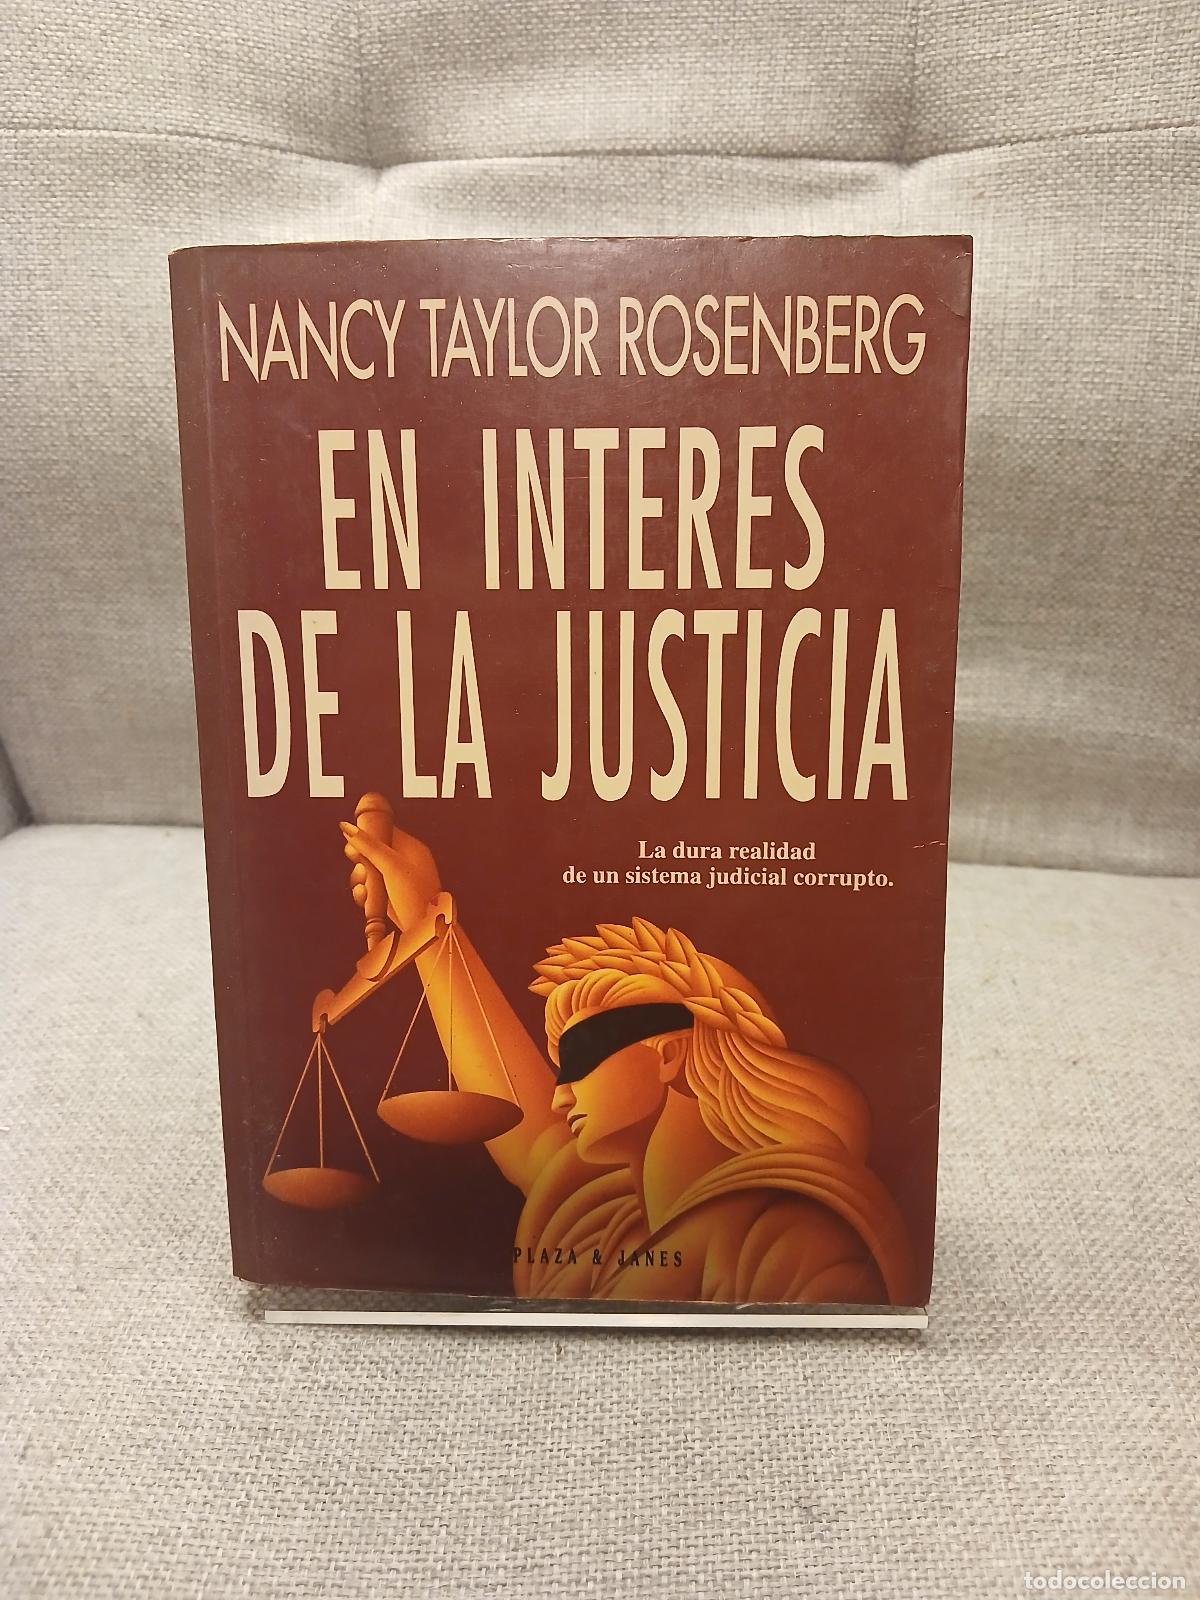 NANCY TAYLOR ROSENBERG
EN INTERES
DE LA JUSTICIA
La dura realidad
de un sistema judicial corrupto.
PLAZA & JANES
todocoleccion